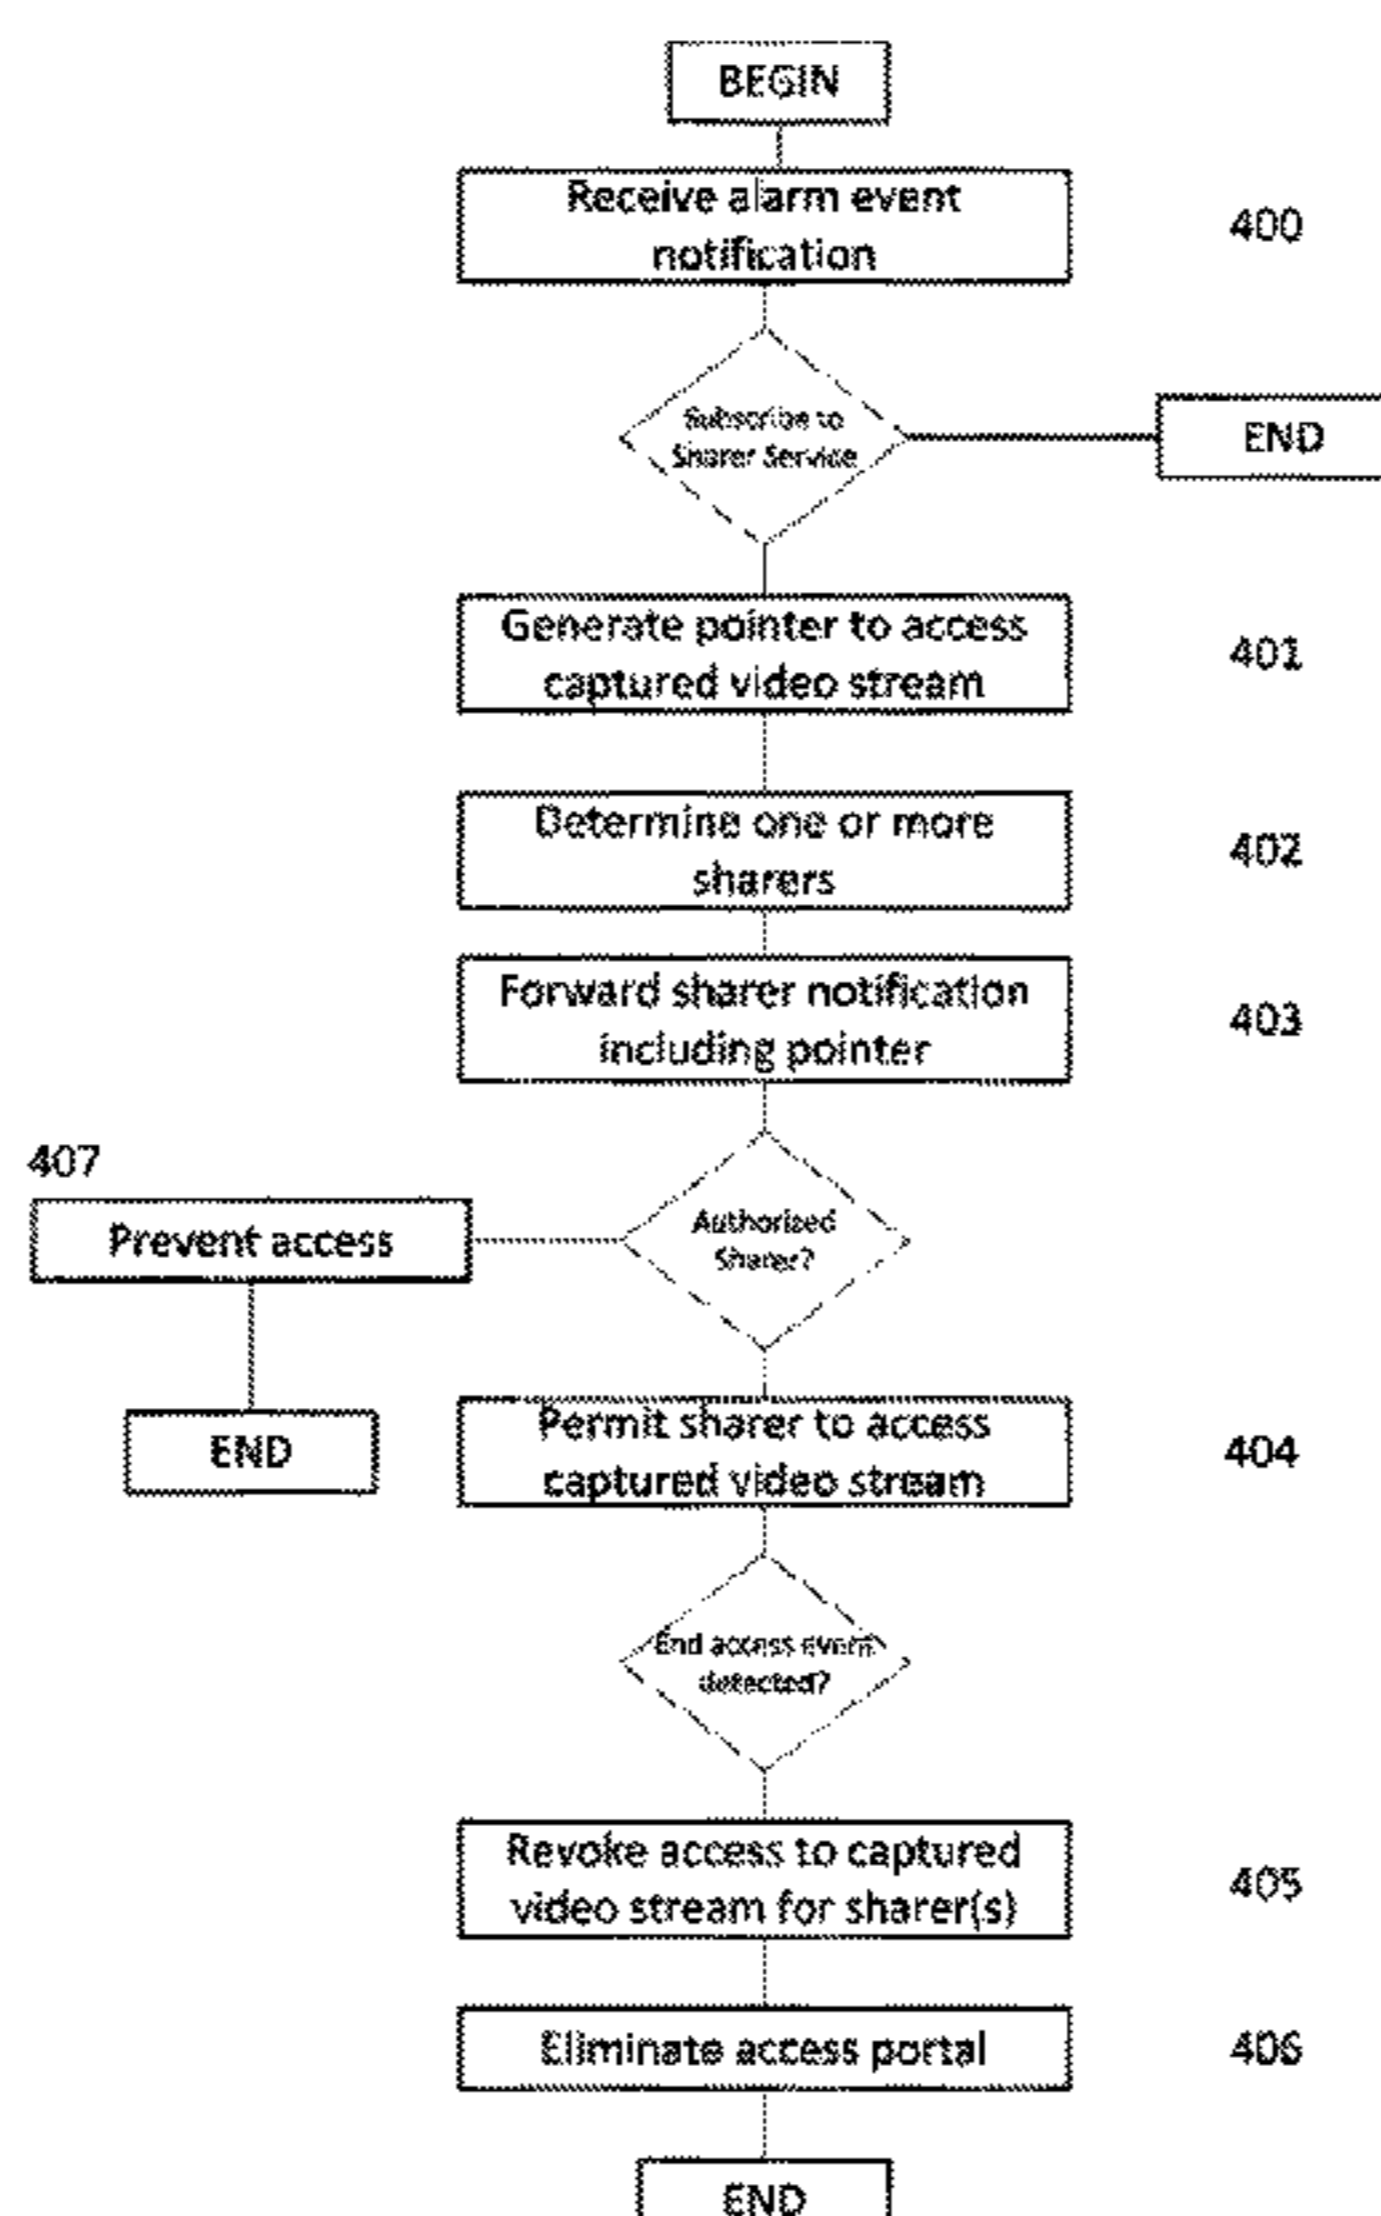 BEGIN
Receive alarm event
notification
400
Subscribe to
Sharer Service
END
Generate pointer to access
captured video stream
401
Determine one or more
sharers
402
Forward sharer notification
including pointer
403
407
Prevent access
Authorized
Sharer?
END
Permit sharer to access
captured video stream
404
End access event
detected?
Revoke access to captured
video stream for sharer(s)
405
Eliminate access portal
406
END